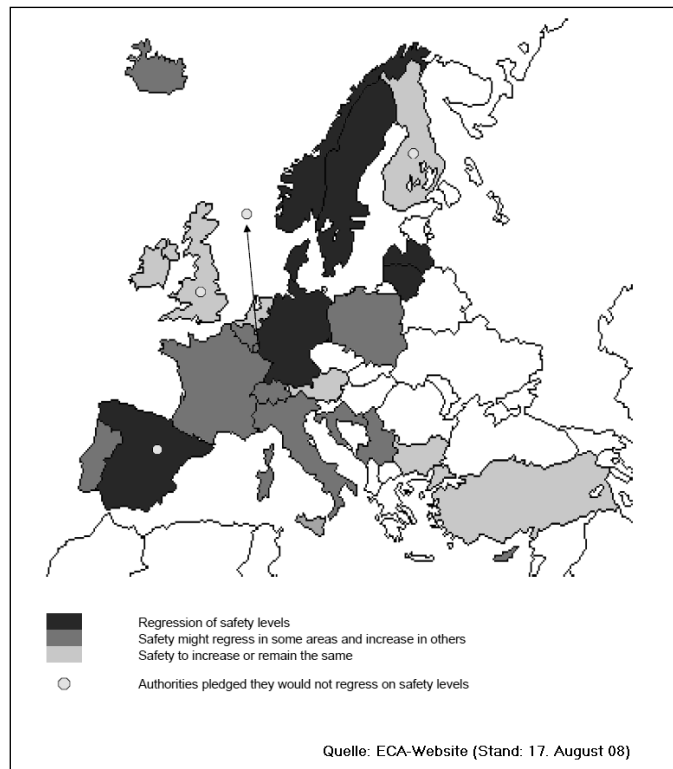 Regression of safety levels
Safety might regress in some areas and increase in others
Safety to increase or remain the same
Authorities pledged they would not regress on safety levels
Quelle: ECA-Website (Stand: 17. August 08)